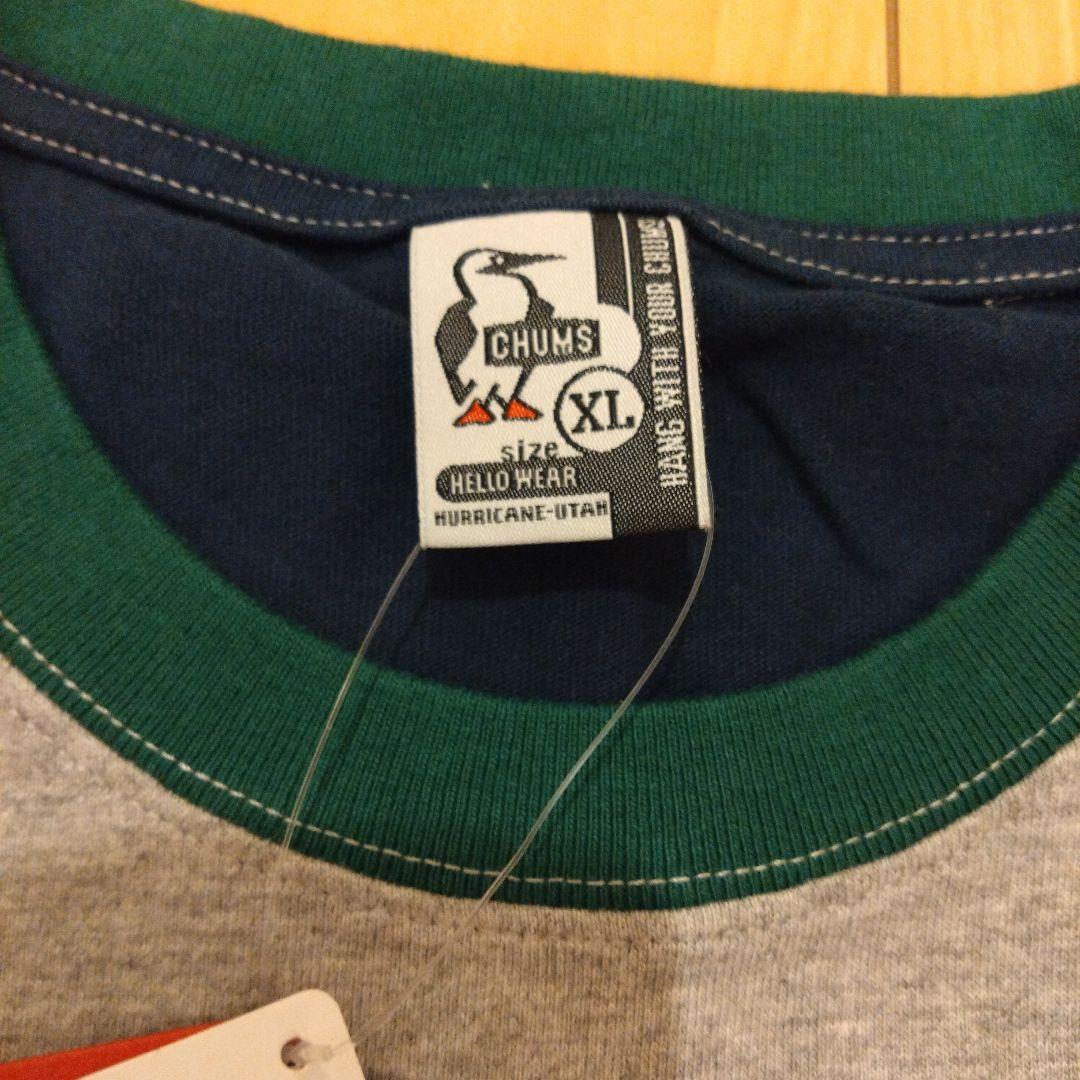 CHUMS
XL
size
HELLO WEAR
HURRICANE-UTAH
HANG WITH YOUR CHUMS